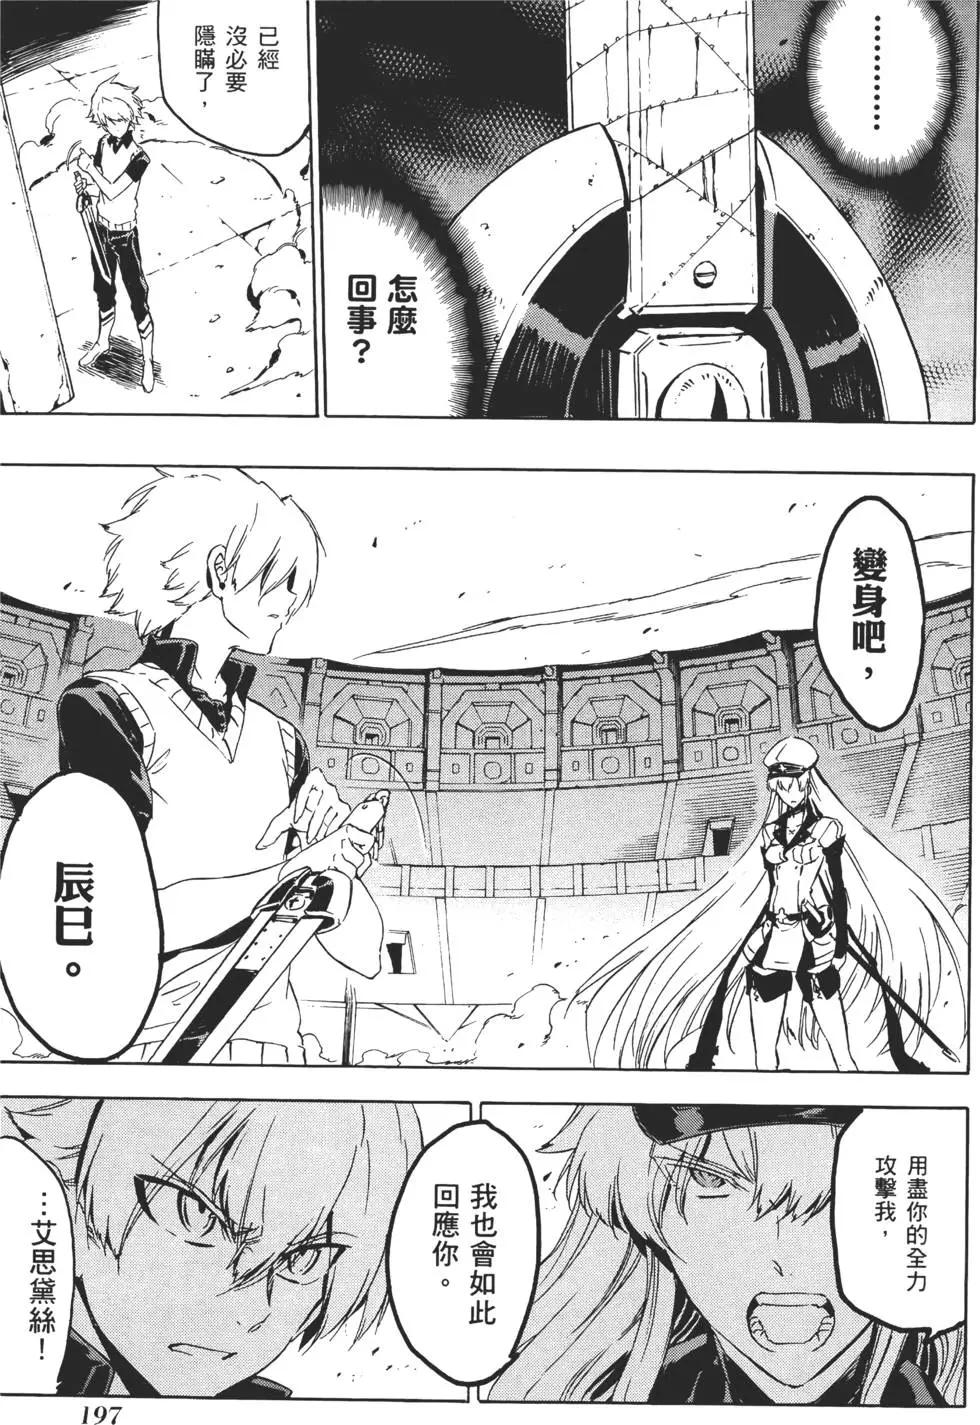 …………
怎麼
回事？
已經
沒必要
隱瞞了，
變身吧，
辰巳。
用盡你的全力
攻擊我，
我也會如此
回應你。
…艾思黛絲！
197